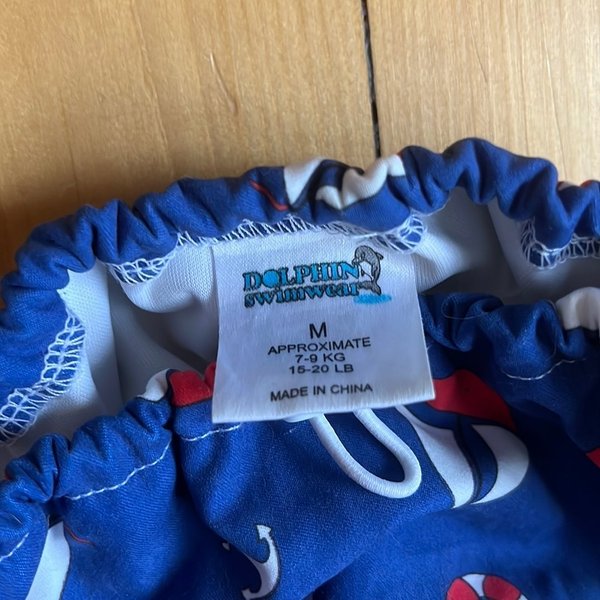 DOLPHIN
swimwear
M
APPROXIMATE
7-9 KG
15-20 LB
MADE IN CHINA